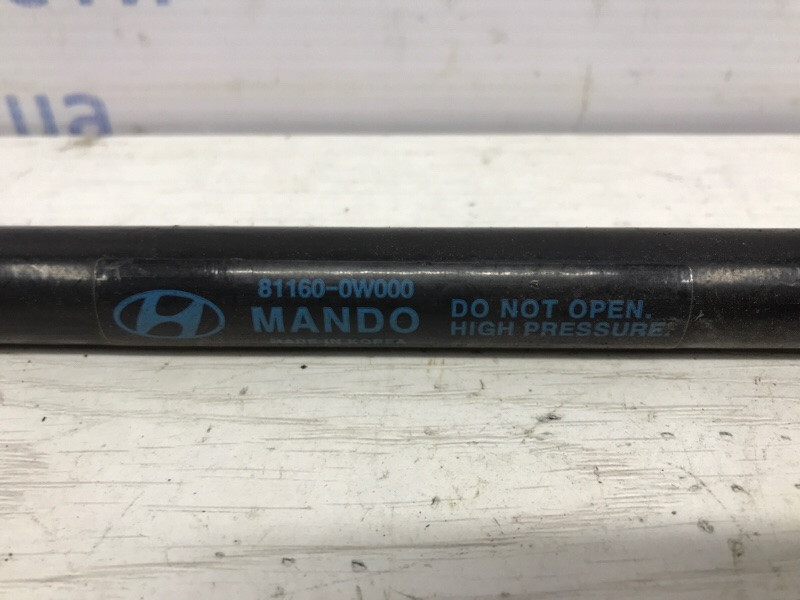 81160-0W000
MANDO
MADE IN KOREA
DO NOT OPEN.
HIGH PRESSURE.